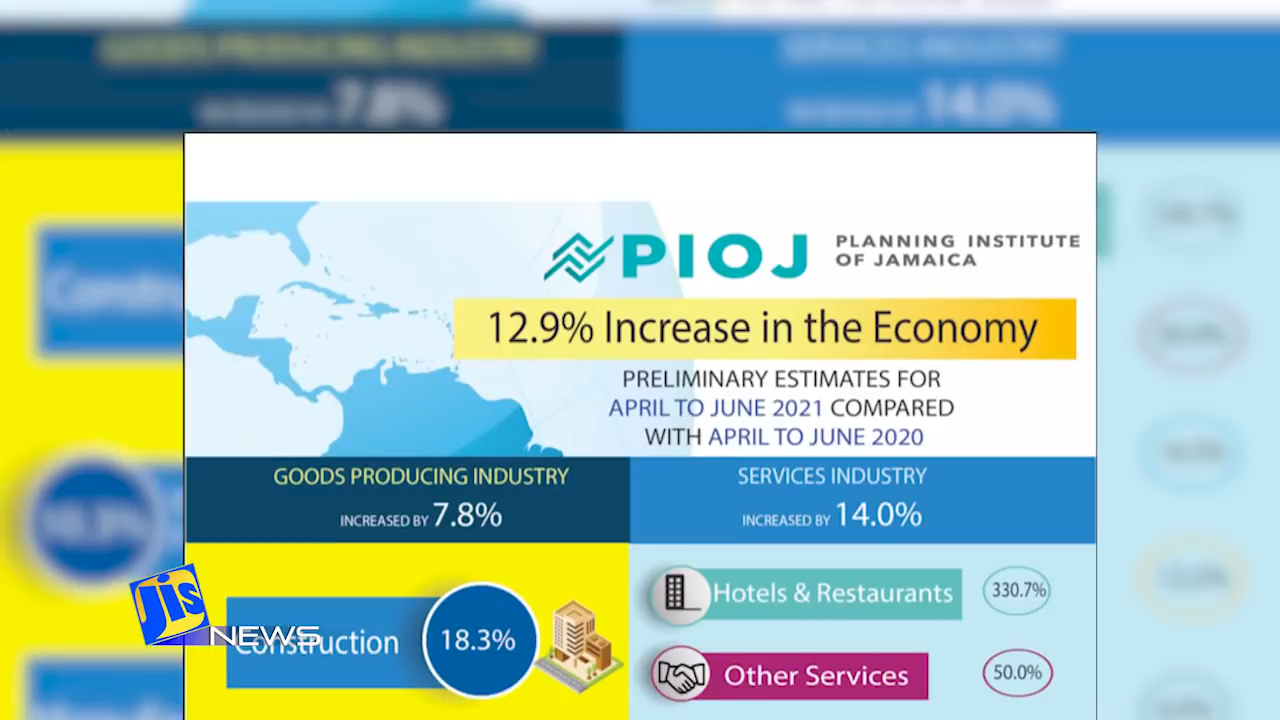 GOODS PRODUCING INDUSTRY
7.8%
SERVICES INDUSTRY
14.0%
PIOJ
PLANNING INSTITUTE
OF JAMAICA
12.9% Increase in the Economy
PRELIMINARY ESTIMATES FOR
APRIL TO JUNE 2021 COMPARED
WITH APRIL TO JUNE 2020
GOODS PRODUCING INDUSTRY
INCREASED BY 7.8%
SERVICES INDUSTRY
INCREASED BY 14.0%
Hotels & Restaurants
330.7%
jis
NEWS
Construction
18.3%
Other Services
50.0%